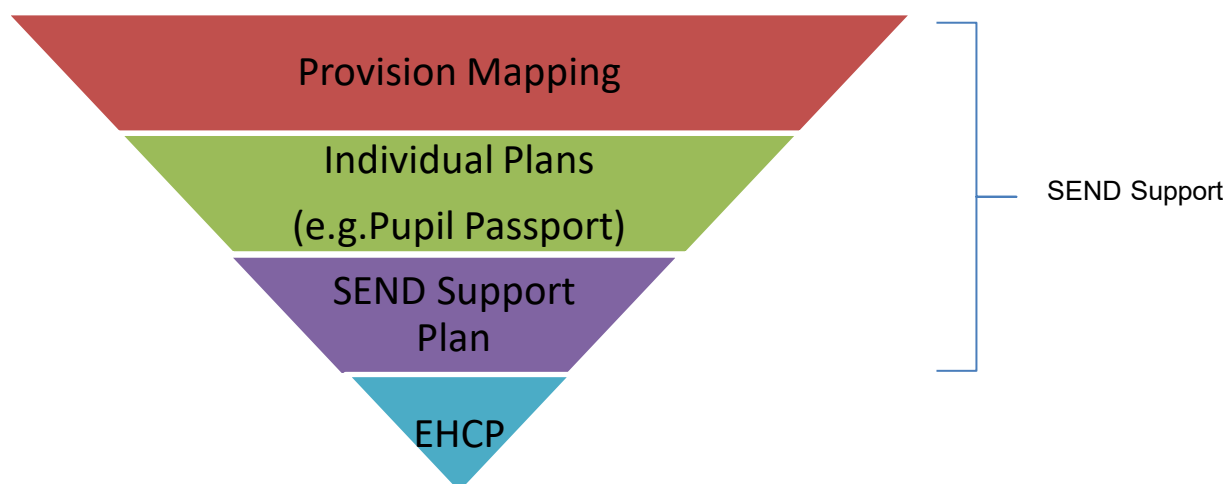 Provision Mapping
Individual Plans
(e.g.Pupil Passport)
SEND Support
Plan
EHCP
SEND Support